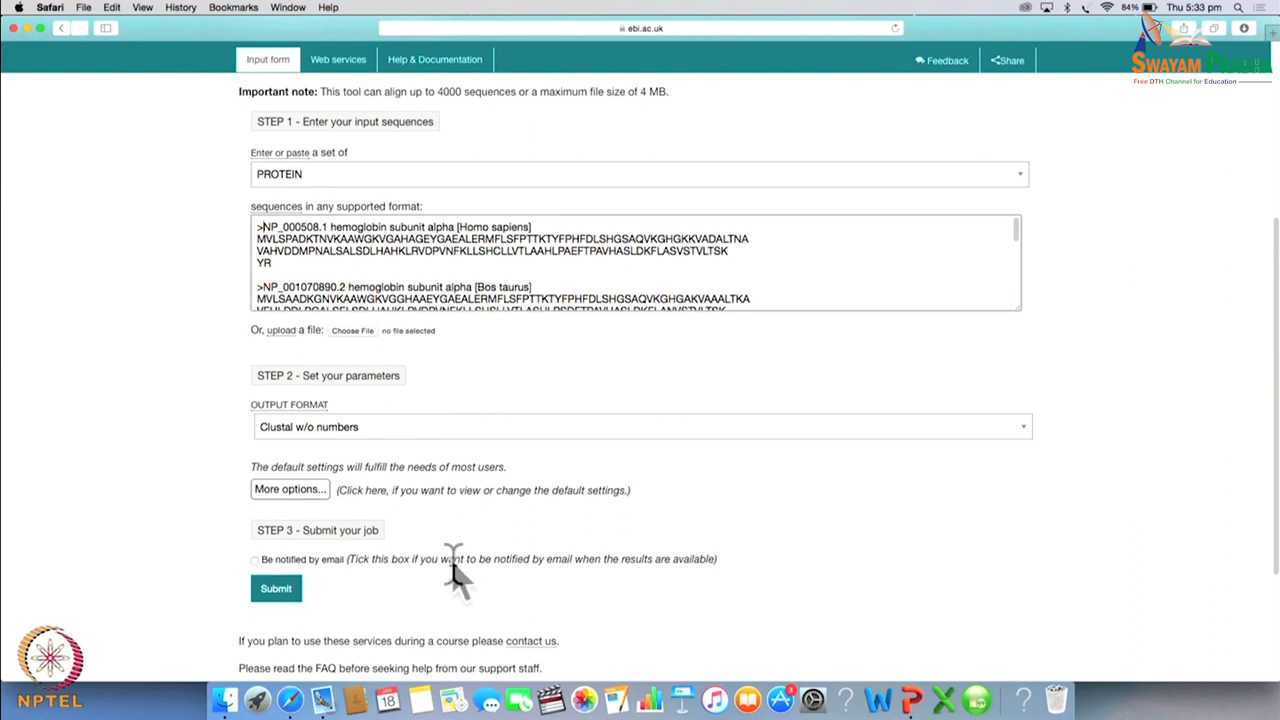 Safari File Edit View History Bookmarks Window Help 84% Thu 5:33 pm
ebi.ac.uk
SWAYAM PRABHA
Free DTH Channel for Education
Input form Web services Help & Documentation Feedback Share
Important note: This tool can align up to 4000 sequences or a maximum file size of 4 MB.
STEP 1 - Enter your input sequences
Enter or paste a set of
PROTEIN
sequences in any supported format:
>NP_000508.1 hemoglobin subunit alpha [Homo sapiens]
MVLSPADKTNVKAAWGKVGAHAGEYGAEALERMFLSFPTTKTYFPHFDLSHGSAQVKGHGKKVADALTNA
VAHVDDMPNALSALSDLHAHKLRVDPVNFKLLSHCLLVTLAAHLPAEFTPAVHASLDKFLASVSTVLTSK
YR
>NP_001070890.2 hemoglobin subunit alpha [Bos taurus]
MVLSAADKGNVKAAWGKVGGHAAEYGAEALERMFLSFPTTKTYFPHFDLSHGSAQVKGHGAKVAAALTKA
Or, upload a file: Choose File no file selected
STEP 2 - Set your parameters
OUTPUT FORMAT
Clustal w/o numbers
The default settings will fulfill the needs of most users.
More options... (Click here, if you want to view or change the default settings.)
STEP 3 - Submit your job
Be notified by email (Tick this box if you want to be notified by email when the results are available)
Submit
If you plan to use these services during a course please contact us.
Please read the FAQ before seeking help from our support staff.
NPTEL